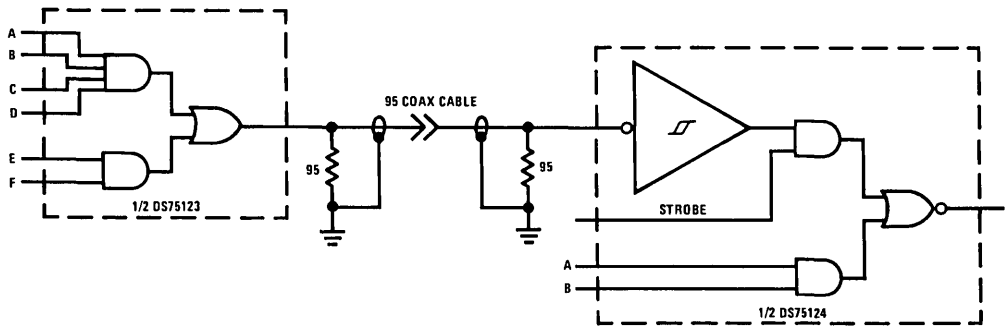 A
B
C
D
E
F
1/2 DS75123
95 COAX CABLE
95
95
STROBE
A
B
1/2 DS75124